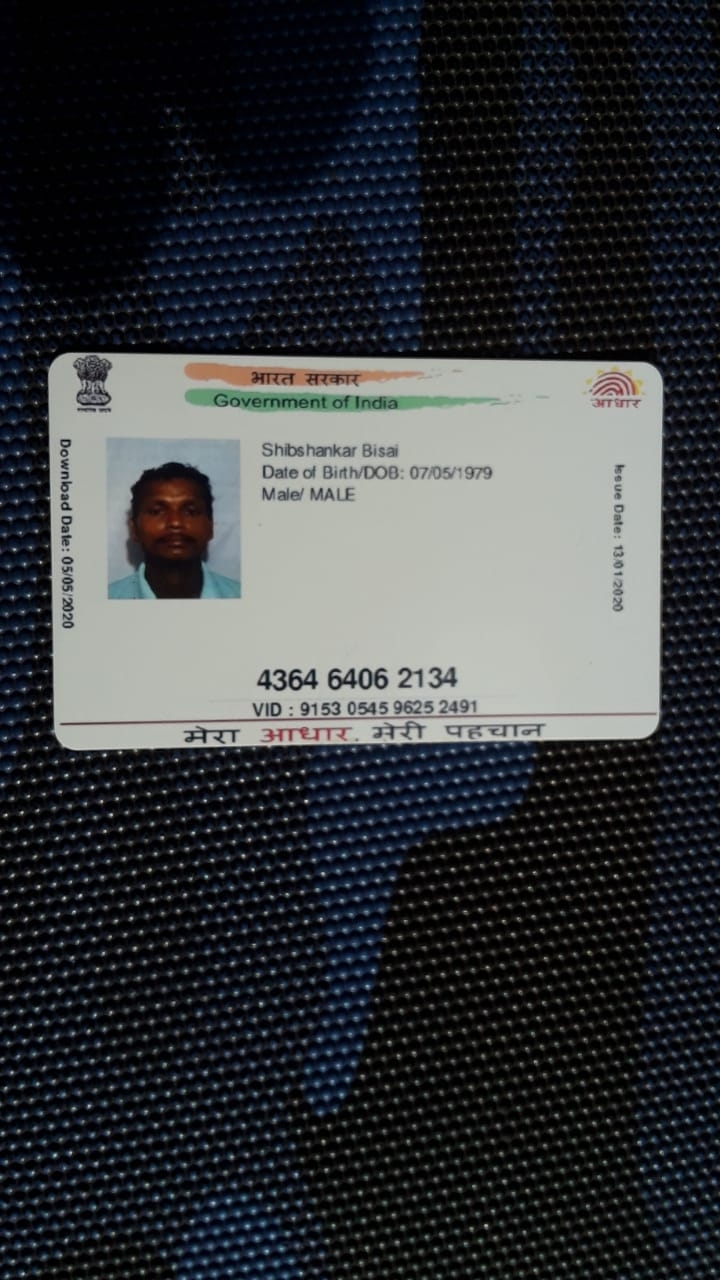 भारत सरकार
Government of India
आधार
Shibshankar Bisai
Date of Birth/DOB: 07/05/1979
Male/ MALE
Download Date: 05/05/2020
Issue Date: 13/01/2020
4364 6406 2134
VID : 9153 0545 9625 2491
मेरा आधार, मेरी पहचान